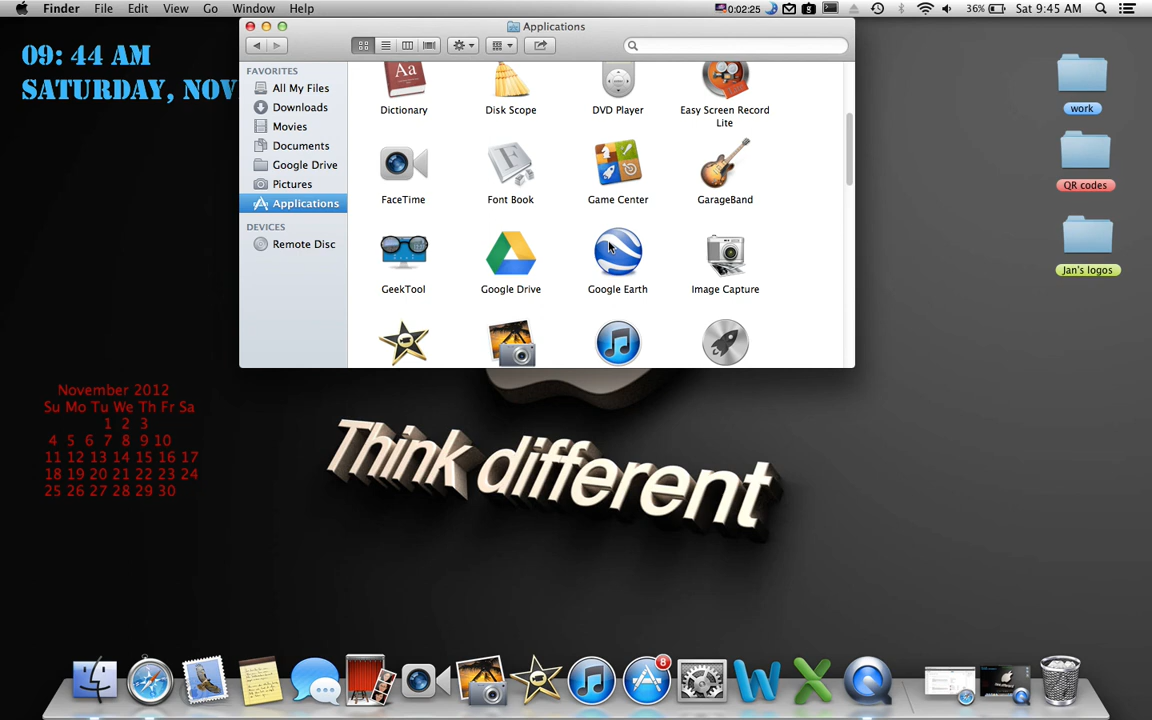 Finder File Edit View Go Window Help
0:02:25 36% Sat 9:45 AM
09: 44 AM
SATURDAY, NOV
Applications
FAVORITES
All My Files
Downloads
Movies
Documents
Google Drive
Pictures
Applications
DEVICES
Remote Disc
Aa
Dictionary Disk Scope DVD Player Easy Screen Record
Lite
F
FaceTime Font Book Game Center GarageBand
GeekTool Google Drive Google Earth Image Capture
work
QR codes
Jan's logos
November 2012
Su Mo Tu We Th Fr Sa
1 2 3
4 5 6 7 8 9 10
11 12 13 14 15 16 17
18 19 20 21 22 23 24
25 26 27 28 29 30
Think different
8
W X